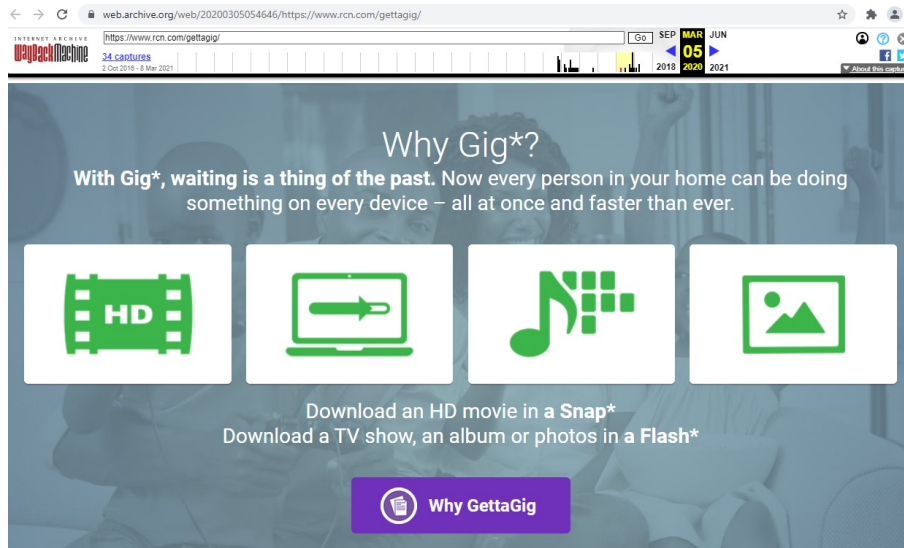 web.archive.org/web/20200305054646/https://www.rcn.com/gettagig/
INTERNET ARCHIVE
WayBackMachine
https://www.rcn.com/gettagig/
Go
SEP MAR JUN
34 captures
05
2 Oct 2016 - 8 Mar 2021
2018 2020 2021
About this captu
Why Gig*?
With Gig*, waiting is a thing of the past. Now every person in your home can be doing
something on every device – all at once and faster than ever.
HD
Download an HD movie in a Snap*
Download a TV show, an album or photos in a Flash*
Why GettaGig